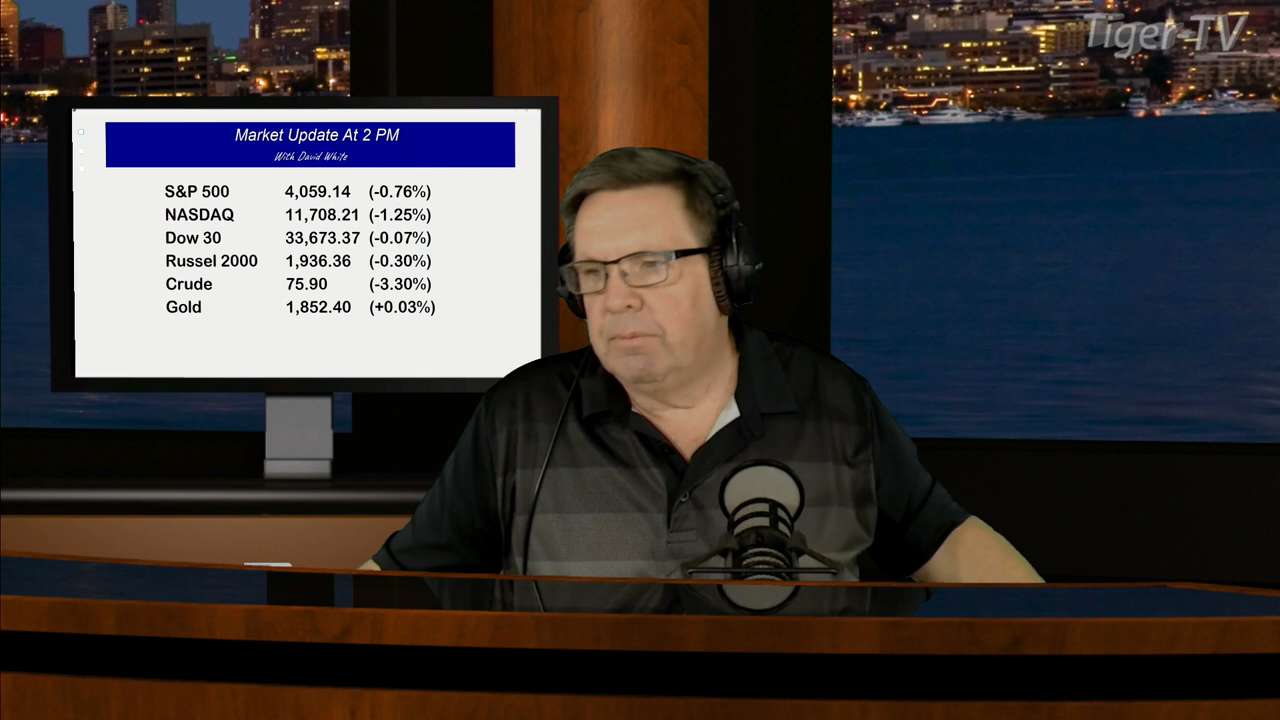 Tiger-TV
Market Update At 2 PM
With David White
S&P 500 4,059.14 (-0.76%)
NASDAQ 11,708.21 (-1.25%)
Dow 30 33,673.37 (-0.07%)
Russel 2000 1,936.36 (-0.30%)
Crude 75.90 (-3.30%)
Gold 1,852.40 (+0.03%)